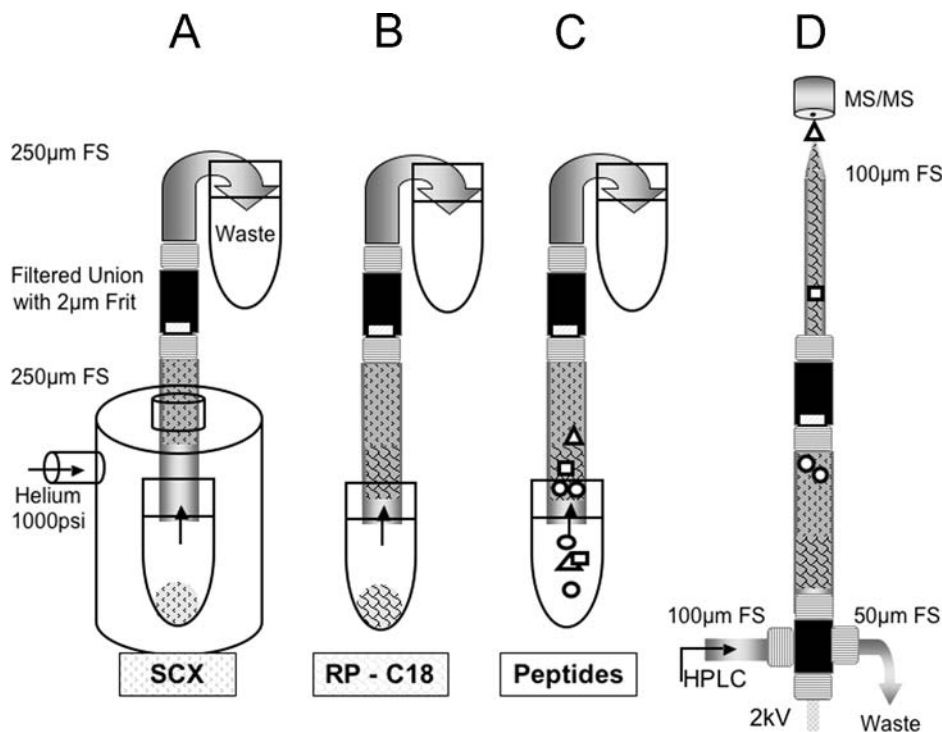 A
B
C
D
MS/MS
250µm FS
100µm FS
Waste
Filtered Union
with 2µm Frit
250µm FS
Helium
1000psi
100µm FS
50µm FS
HPLC
2kV
Waste
SCX
RP - C18
Peptides